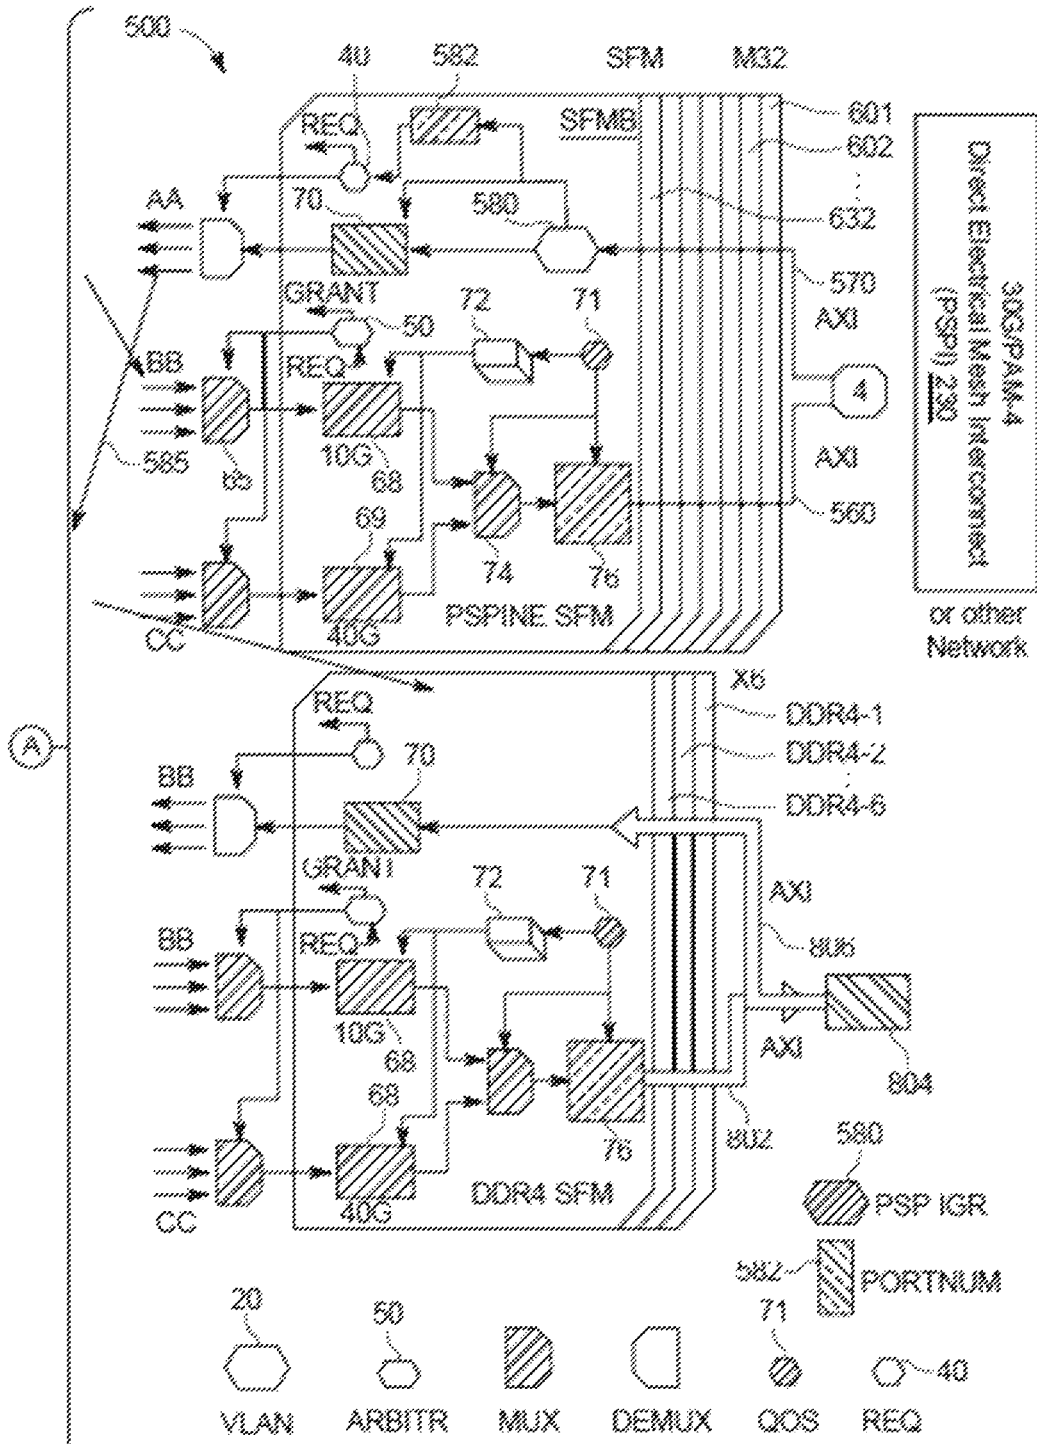 500
40
582
SFM
M32
REQ
SFMB
601
602
632
AA
70
580
570
GRANT
50
72
71
AXI
BB
REQ
4
10G
68
585
65
AXI
560
69
74
76
CC
40G
PSPINE SFM
30G/PAM-4
Direct Electrical Mesh Interconnect
(PSPI) 230
or other
Network
A
X6
REQ
DDR4-1
DDR4-2
DDR4-6
BB
70
GRANT
72
71
AXI
806
BB
REQ
10G
68
AXI
804
68
76
802
CC
40G
DDR4 SFM
580
PSP IGR
582
PORTNUM
20
50
71
40
VLAN
ARBITR
MUX
DEMUX
QOS
REQ